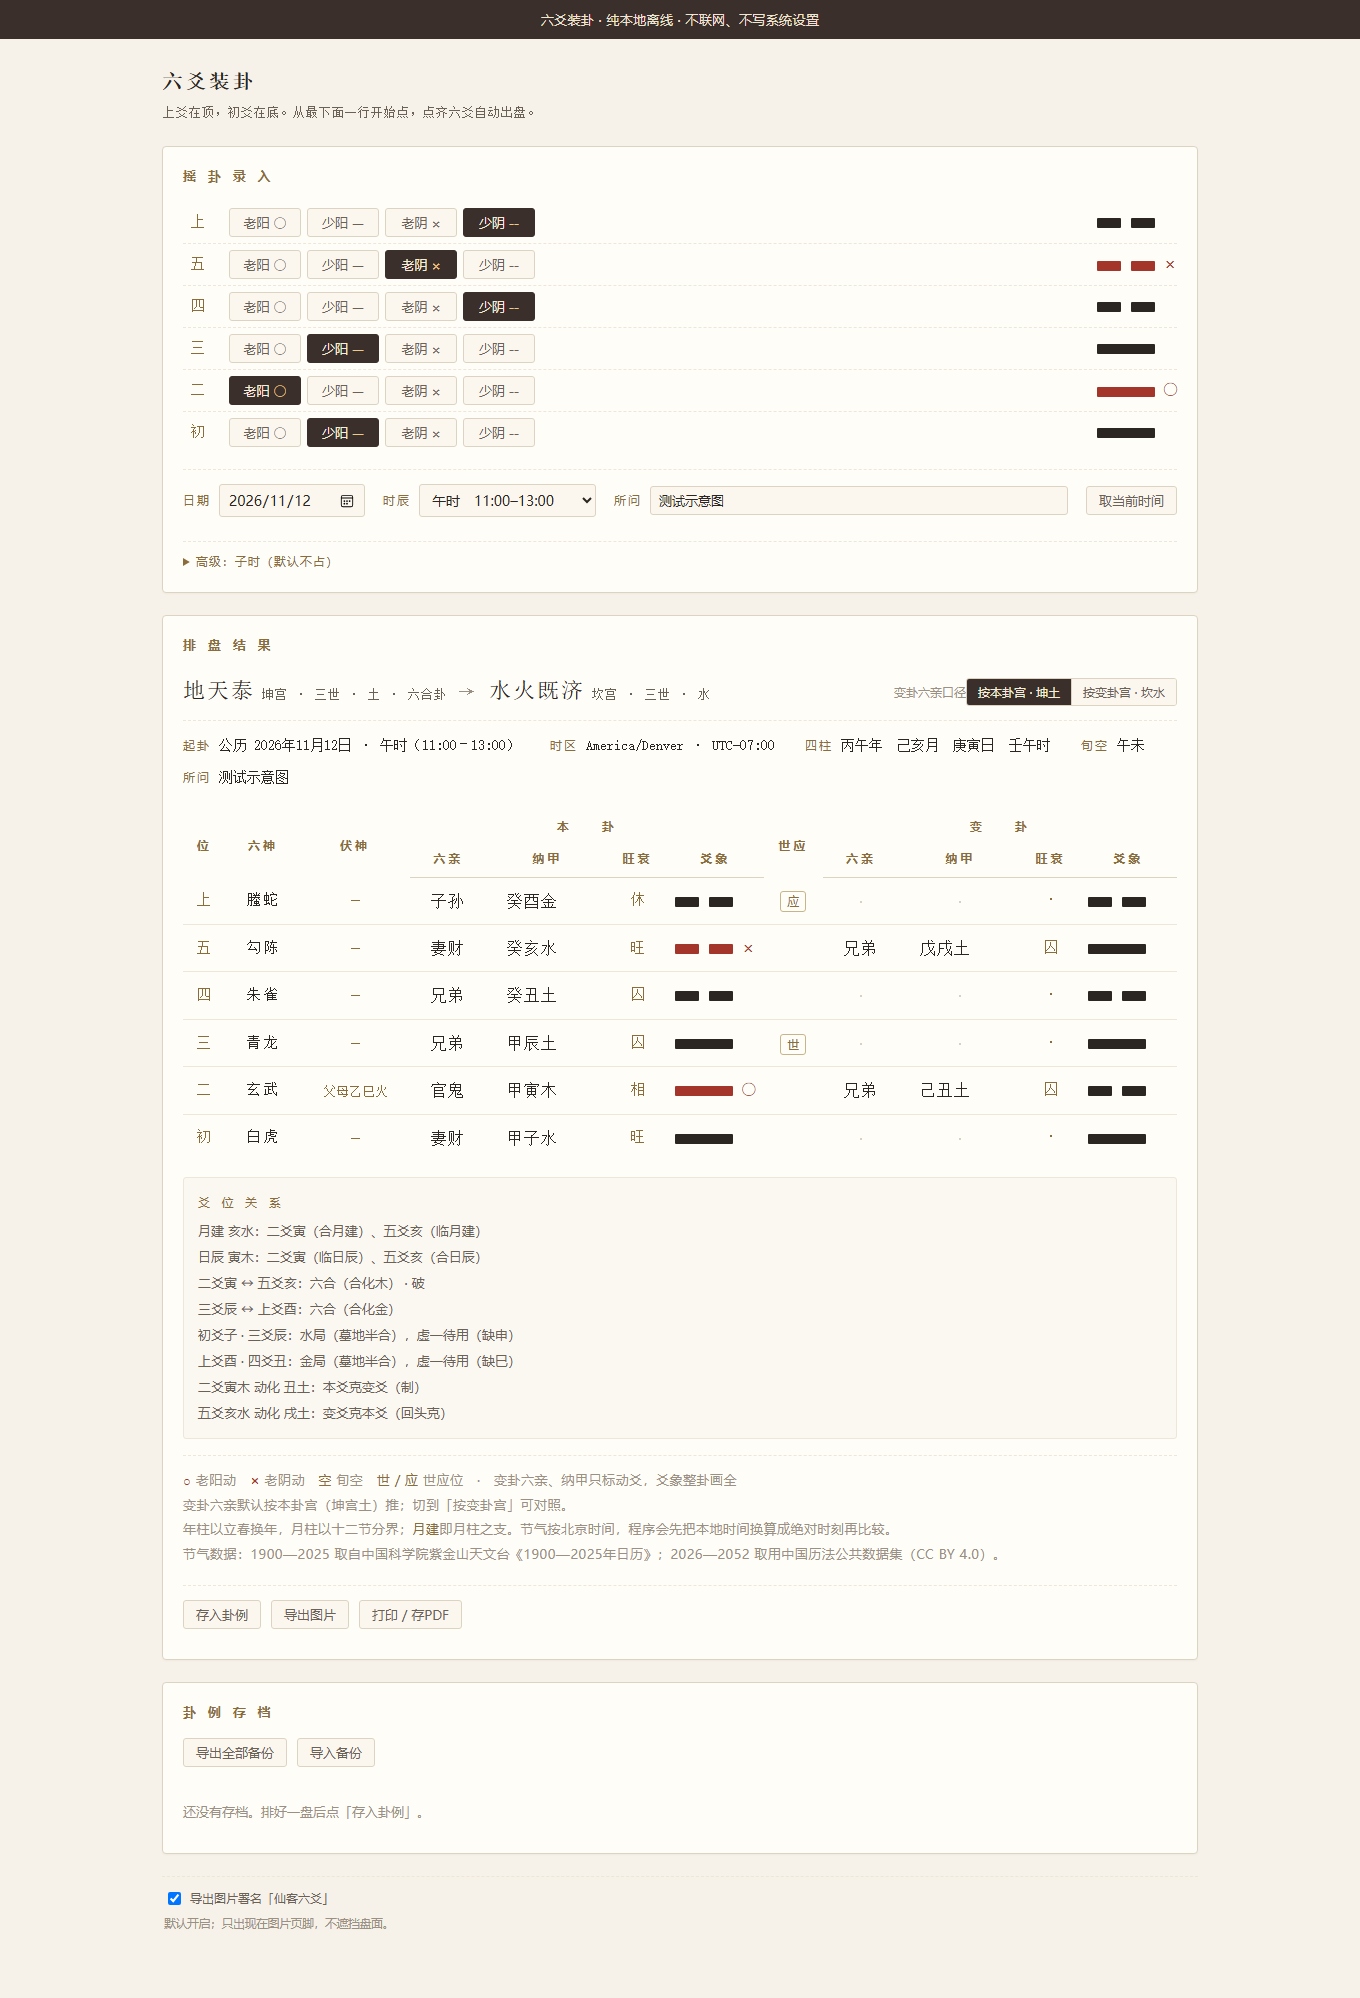 六爻装卦 · 纯本地离线 · 不联网、不写系统设置
六爻装卦
上爻在顶，初爻在底。从最下面一行开始点，点齐六爻自动出盘。
摇卦录入
上 老阳 ○ 少阳 — 老阴 × 少阴 --
五 老阳 ○ 少阳 — 老阴 × 少阴 -- ×
四 老阳 ○ 少阳 — 老阴 × 少阴 --
三 老阳 ○ 少阳 — 老阴 × 少阴 --
二 老阳 ○ 少阳 — 老阴 × 少阴 -- ○
初 老阳 ○ 少阳 — 老阴 × 少阴 --
日期 2026/11/12 时辰 午时 11:00–13:00 所问 测试示意图 取当前时间
▶ 高级：子时（默认不占）
排盘结果
地天泰 坤宫 · 三世 · 土 · 六合卦 → 水火既济 坎宫 · 三世 · 水 变卦六亲口径 按本卦宫 · 坤土 按变卦宫 · 坎水
起卦 公历 2026年11月12日 · 午时（11:00–13:00） 时区 America/Denver · UTC-07:00 四柱 丙午年 己亥月 庚寅日 壬午时 旬空 午未
所问 测试示意图
本卦 变卦
位 六神 伏神 世应
六亲 纳甲 旺衰 爻象 六亲 纳甲 旺衰 爻象
上 螣蛇 — 子孙 癸酉金 休 应 · · ·
五 勾陈 — 妻财 癸亥水 旺 × 兄弟 戊戌土 囚
四 朱雀 — 兄弟 癸丑土 囚 · · ·
三 青龙 — 兄弟 甲辰土 囚 世 · · ·
二 玄武 父母乙巳火 官鬼 甲寅木 相 ○ 兄弟 己丑土 囚
初 白虎 — 妻财 甲子水 旺 · · ·
爻位关系
月建 亥水：二爻寅（合月建）、五爻亥（临月建）
日辰 寅木：二爻寅（临日辰）、五爻亥（合日辰）
二爻寅 ↔ 五爻亥：六合（合化木） · 破
三爻辰 ↔ 上爻酉：六合（合化金）
初爻子 · 三爻辰：水局（墓地半合），虚一待用（缺申）
上爻酉 · 四爻丑：金局（墓地半合），虚一待用（缺巳）
二爻寅木 动化 丑土：本爻克变爻（制）
五爻亥水 动化 戌土：变爻克本爻（回头克）
○ 老阳动 × 老阴动 空 旬空 世 / 应 世应位 · 变卦六亲、纳甲只标动爻，爻象整卦画全
变卦六亲默认按本卦宫（坤宫土）推；切到「按变卦宫」可对照。
年柱以立春换年，月柱以十二节分界；月建即月柱之支。节气按北京时间，程序会先把本地时间换算成绝对时刻再比较。
节气数据：1900—2025 取自中国科学院紫金山天文台《1900—2025年日历》；2026—2052 取用中国历法公共数据集（CC BY 4.0）。
存入卦例 导出图片 打印 / 存PDF
卦例存档
导出全部备份 导入备份
还没有存档。排好一盘后点「存入卦例」。
导出图片署名「仙客六爻」
默认开启；只出现在图片页脚，不遮挡盘面。